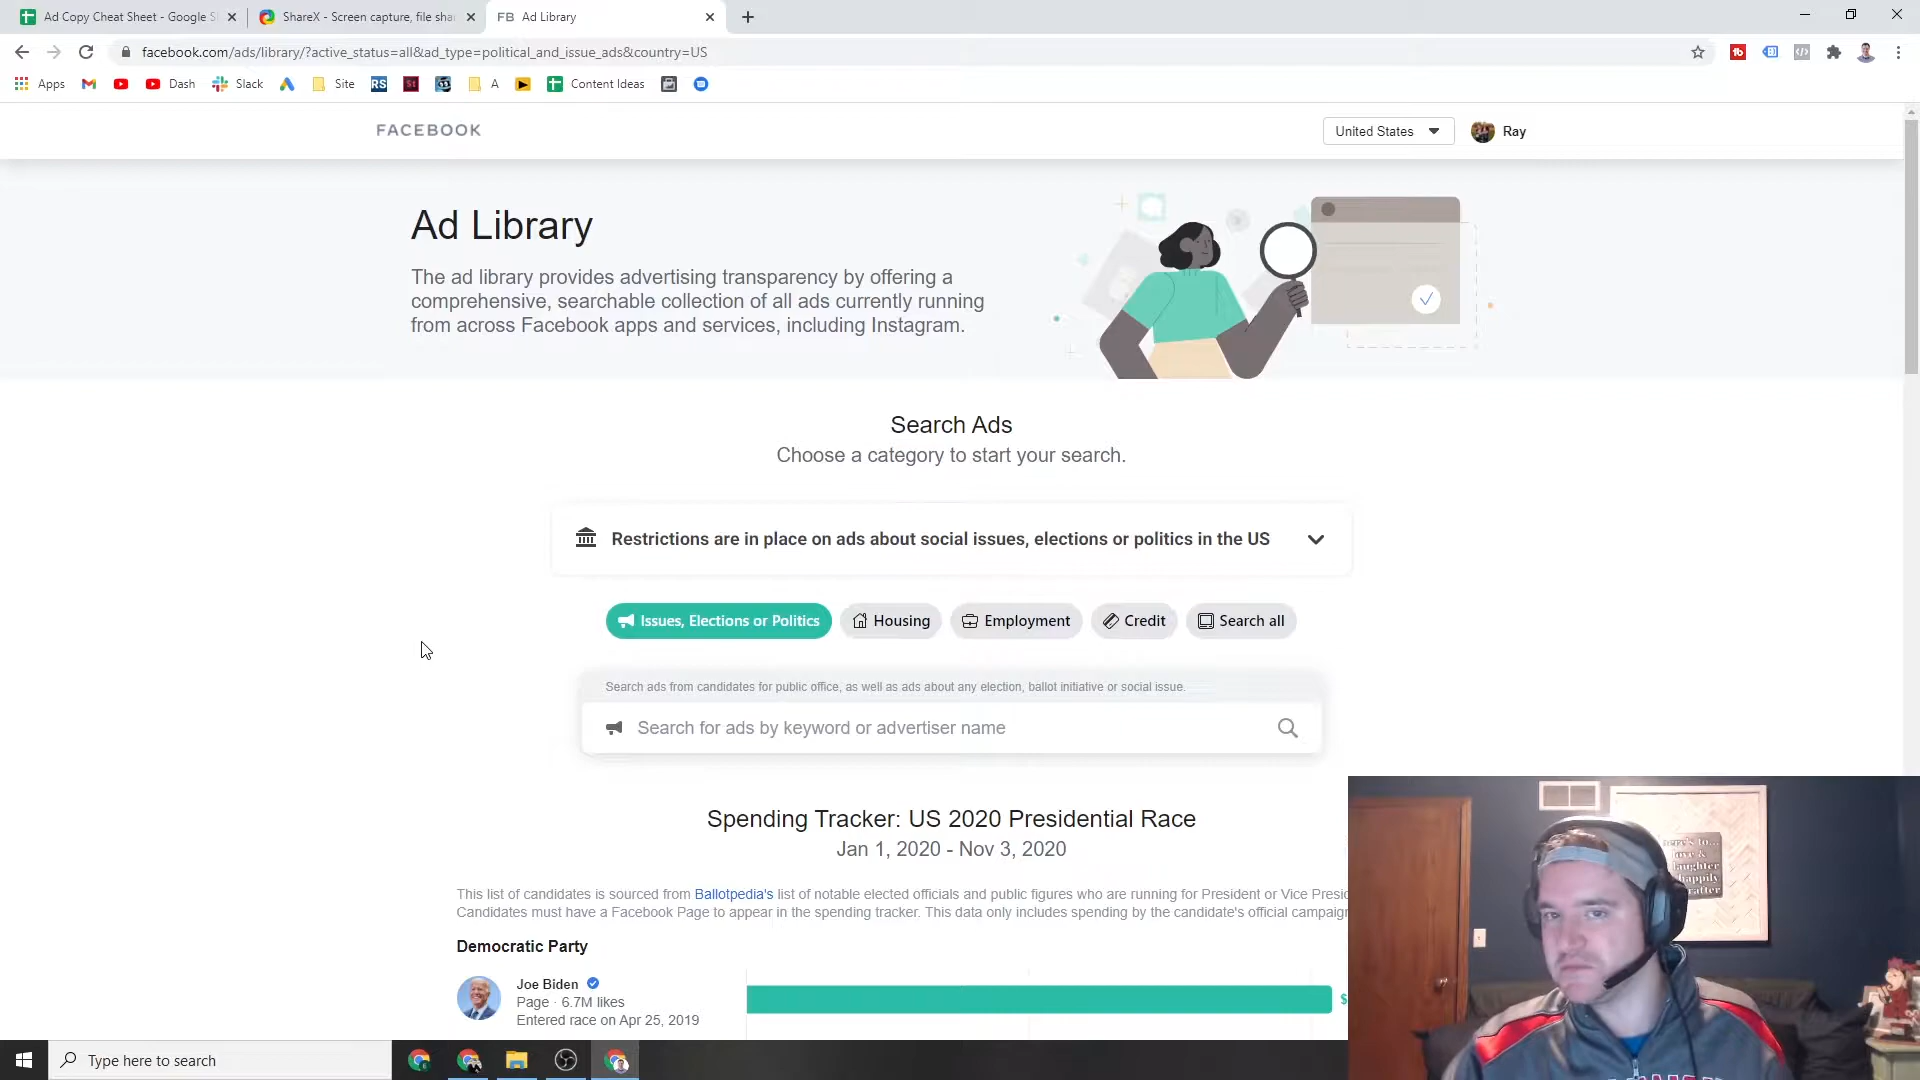 Ad Copy Cheat Sheet - Google S
ShareX - Screen capture, file sha
FB Ad Library
facebook.com/ads/library/?active_status=all&ad_type=political_and_issue_ads&country=US
Apps
Dash
Slack
Site
RS
St
A
Content Ideas
FACEBOOK
United States
Ray
Ad Library
The ad library provides advertising transparency by offering a
comprehensive, searchable collection of all ads currently running
from across Facebook apps and services, including Instagram.
Search Ads
Choose a category to start your search.
Restrictions are in place on ads about social issues, elections or politics in the US
Issues, Elections or Politics
Housing
Employment
Credit
Search all
Search ads from candidates for public office, as well as ads about any election, ballot initiative or social issue.
Search for ads by keyword or advertiser name
Spending Tracker: US 2020 Presidential Race
Jan 1, 2020 - Nov 3, 2020
This list of candidates is sourced from Ballotpedia's list of notable elected officials and public figures who are running for President or Vice Presid
Candidates must have a Facebook Page to appear in the spending tracker. This data only includes spending by the candidate's official campaign
Democratic Party
Joe Biden
Page · 6.7M likes
Entered race on Apr 25, 2019
$
love &
laughter
happily
Type here to search